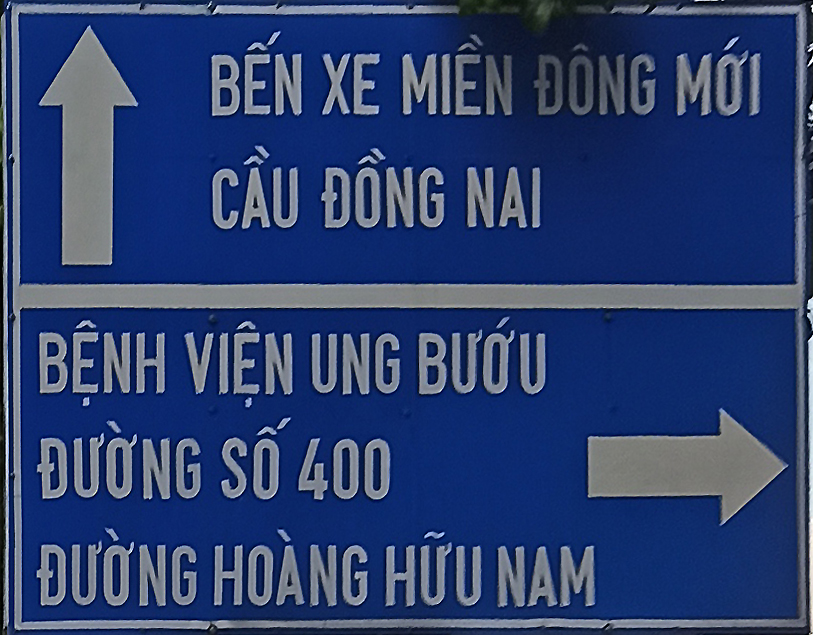 BẾN XE MIỀN ĐÔNG MỚI
CẦU ĐỒNG NAI
BỆNH VIỆN UNG BƯỚU
ĐƯỜNG SỐ 400
ĐƯỜNG HOÀNG HỮU NAM